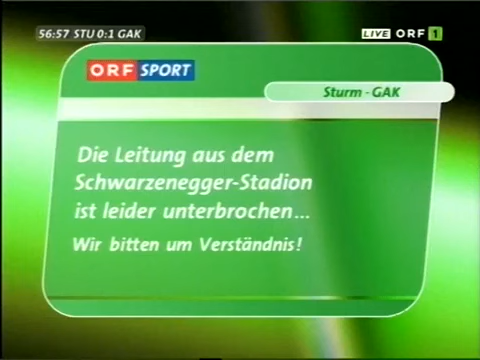 56:57 STU 0:1 GAK
LIVE ORF 1
ORF SPORT
Sturm - GAK
Die Leitung aus dem
Schwarzenegger-Stadion
ist leider unterbrochen...
Wir bitten um Verständnis!